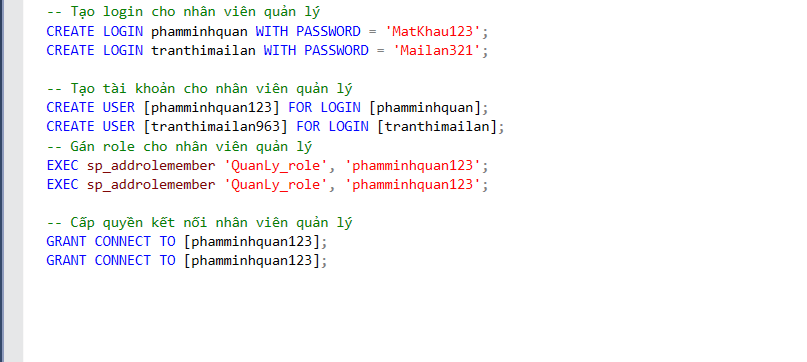 -- Tạo login cho nhân viên quản lý
CREATE LOGIN phamminhquan WITH PASSWORD = 'MatKhau123';
CREATE LOGIN tranthimailan WITH PASSWORD = 'Mailan321';
-- Tạo tài khoản cho nhân viên quản lý
CREATE USER [phamminhquan123] FOR LOGIN [phamminhquan];
CREATE USER [tranthimailan963] FOR LOGIN [tranthimailan];
-- Gán role cho nhân viên quản lý
EXEC sp_addrolemember 'QuanLy_role', 'phamminhquan123';
EXEC sp_addrolemember 'QuanLy_role', 'phamminhquan123';
-- Cấp quyền kết nối nhân viên quản lý
GRANT CONNECT TO [phamminhquan123];
GRANT CONNECT TO [phamminhquan123];